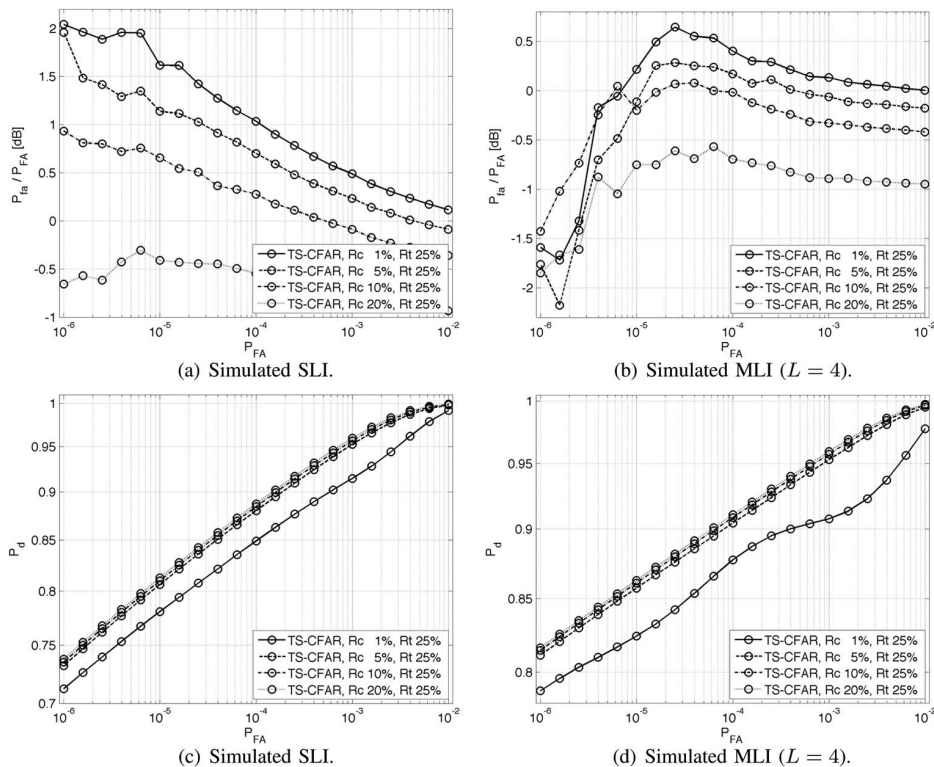 2
1.5
1
0.5
0
-0.5
-1
P_fa / P_FA [dB]
TS-CFAR, Rc 1%, Rt 25%
TS-CFAR, Rc 5%, Rt 25%
TS-CFAR, Rc 10%, Rt 25%
TS-CFAR, Rc 20%, Rt 25%
10^-6 10^-5 10^-4 10^-3 10^-2
P_FA
(a) Simulated SLI.
0.5
0
-0.5
-1
-1.5
-2
P_fa / P_FA [dB]
TS-CFAR, Rc 1%, Rt 25%
TS-CFAR, Rc 5%, Rt 25%
TS-CFAR, Rc 10%, Rt 25%
TS-CFAR, Rc 20%, Rt 25%
10^-6 10^-5 10^-4 10^-3 10^-2
P_FA
(b) Simulated MLI (L = 4).
1
0.95
0.9
0.85
0.8
0.75
0.7
P_d
TS-CFAR, Rc 1%, Rt 25%
TS-CFAR, Rc 5%, Rt 25%
TS-CFAR, Rc 10%, Rt 25%
TS-CFAR, Rc 20%, Rt 25%
10^-6 10^-5 10^-4 10^-3 10^-2
P_FA
(c) Simulated SLI.
1
0.95
0.9
0.85
0.8
P_d
TS-CFAR, Rc 1%, Rt 25%
TS-CFAR, Rc 5%, Rt 25%
TS-CFAR, Rc 10%, Rt 25%
TS-CFAR, Rc 20%, Rt 25%
10^-6 10^-5 10^-4 10^-3 10^-2
P_FA
(d) Simulated MLI (L = 4).